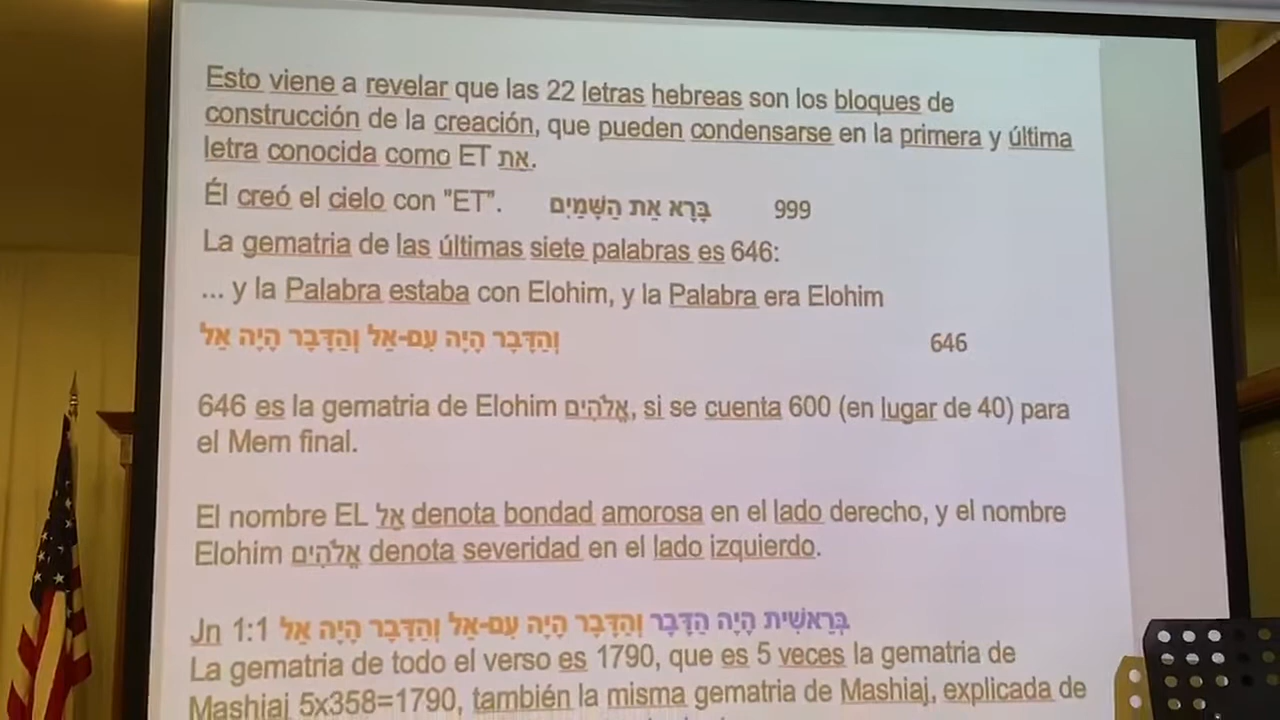 Esto viene a revelar que las 22 letras hebreas son los bloques de
construcción de la creación, que pueden condensarse en la primera y última
letra conocida como ET אֵת.
Él creó el cielo con "ET". בָּרָא אֵת הַשָּׁמַיִם 999
La gematria de las últimas siete palabras es 646:
... y la Palabra estaba con Elohim, y la Palabra era Elohim
וְהַדָּבָר הָיָה עִם-אֵל וְהַדָּבָר הָיָה אֵל 646
646 es la gematria de Elohim אֱלֹהִים, si se cuenta 600 (en lugar de 40) para
el Mem final.
El nombre EL אֵל denota bondad amorosa en el lado derecho, y el nombre
Elohim אֱלֹהִים denota severidad en el lado izquierdo.
Jn 1:1 בְּרֵאשִׁית הָיָה הַדָּבָר וְהַדָּבָר הָיָה עִם-אֵל וְהַדָּבָר הָיָה אֵל
La gematria de todo el verso es 1790, que es 5 veces la gematria de
Mashiaj 5x358=1790, también la misma gematria de Mashiaj, explicada de